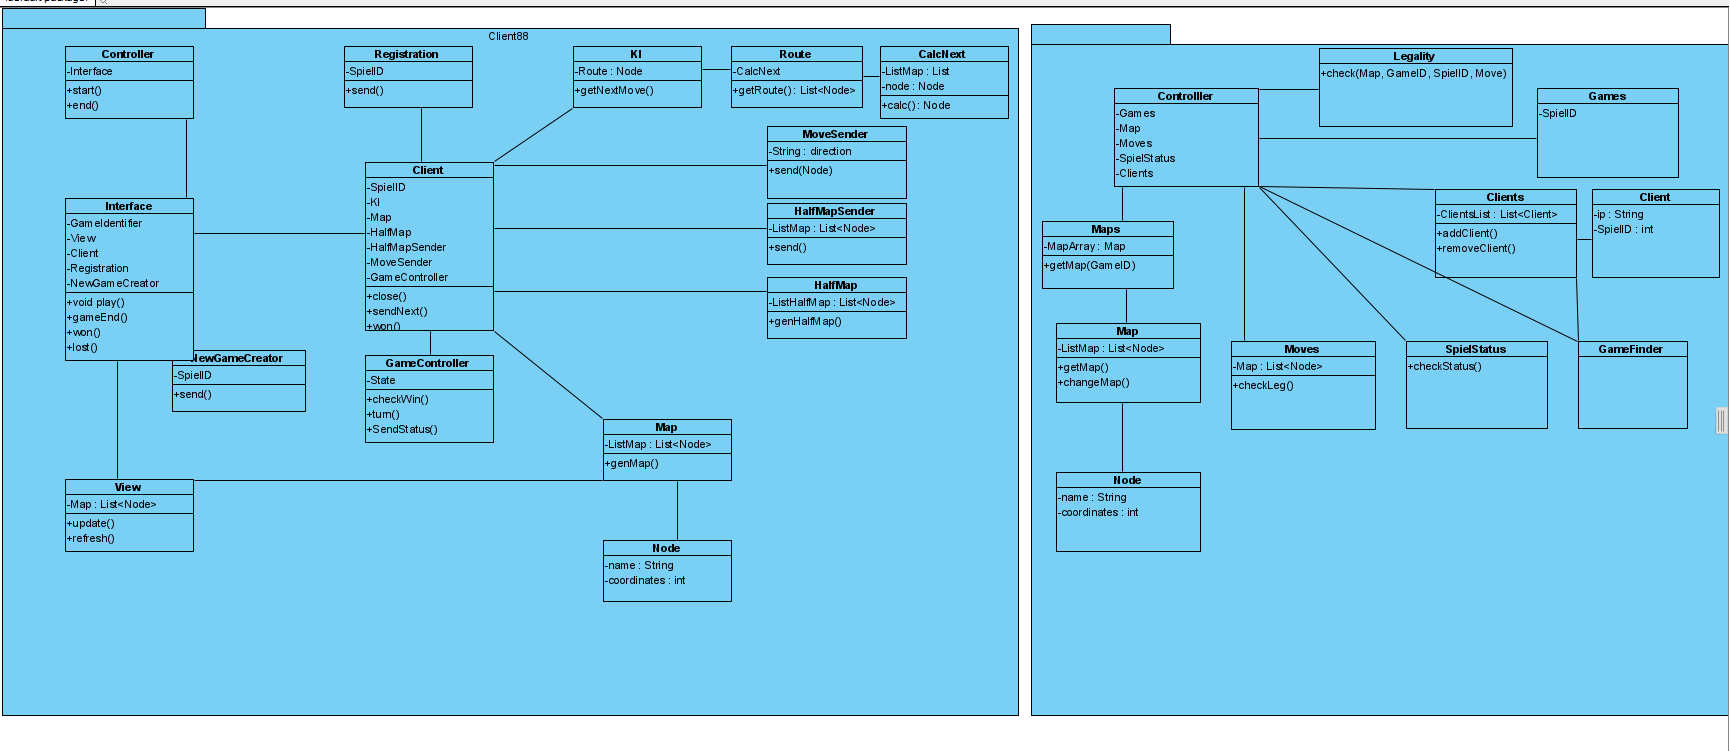 Client88
Controller
-Interface
+start()
+end()
Registration
-SpielID
+send()
KI
-Route : Node
+getNextMove()
Route
-CalcNext
+getRoute() : List<Node>
CalcNext
-ListMap : List
-node : Node
+calc() : Node
MoveSender
-String : direction
+send(Node)
Client
-SpielID
-KI
-Map
-HalfMap
-HalfMapSender
-MoveSender
-GameController
+close()
+sendNext()
+won()
HalfMapSender
-ListMap : List<Node>
+send()
Interface
-GameIdentifier
-View
-Client
-Registration
-NewGameCreator
+void play()
+gameEnd()
+won()
+lost()
HalfMap
-ListHalfMap : List<Node>
+genHalfMap()
NewGameCreator
-SpielID
+send()
GameController
-State
+checkWin()
+turn()
+SendStatus()
Map
-ListMap : List<Node>
+genMap()
View
-Map : List<Node>
+update()
+refresh()
Node
-name : String
-coordinates : int
Legality
+check(Map, GameID, SpielID, Move)
Controlller
-Games
-Map
-Moves
-SpielStatus
-Clients
Games
-SpielID
Clients
-ClientsList : List<Client>
+addClient()
+removeClient()
Client
-ip : String
-SpielID : int
Maps
-MapArray : Map
+getMap(GameID)
Map
-ListMap : List<Node>
+getMap()
+changeMap()
Moves
-Map : List<Node>
+checkLeg()
SpielStatus
+checkStatus()
GameFinder
Node
-name : String
-coordinates : int